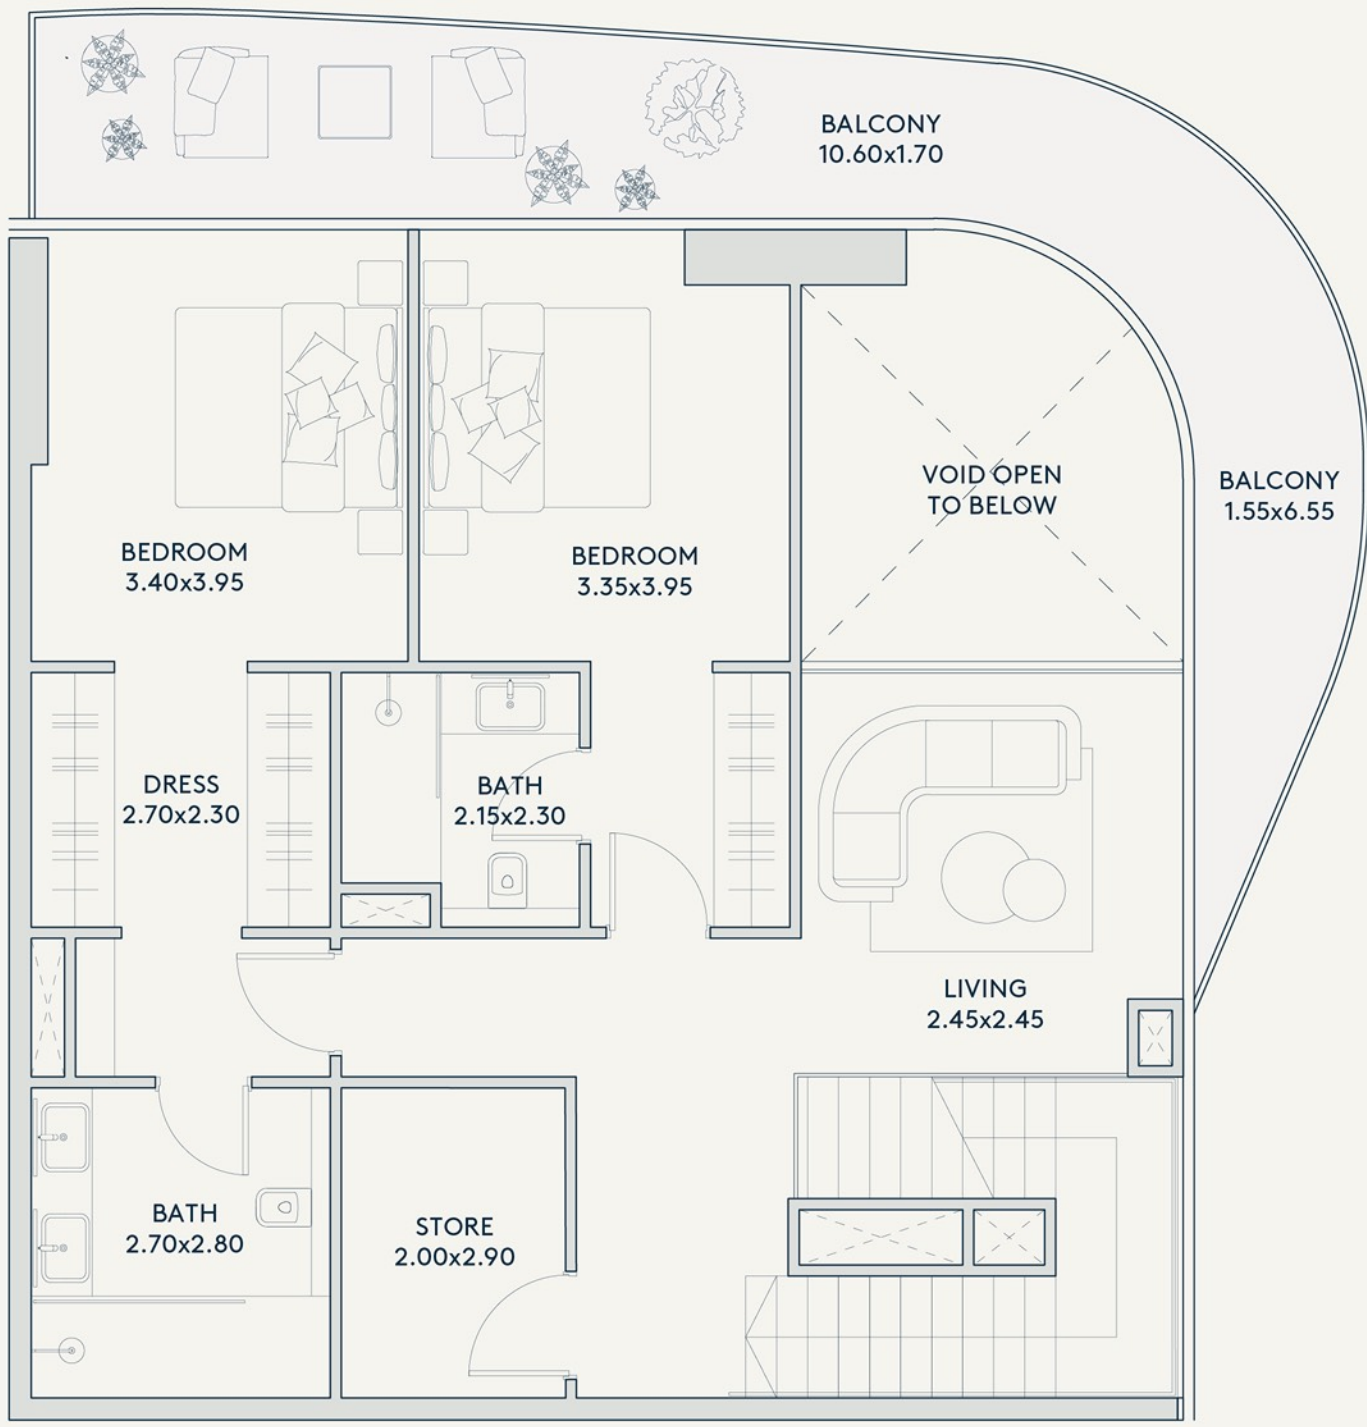 BALCONY
10.60x1.70
VOID OPEN
TO BELOW
BALCONY
1.55x6.55
BEDROOM
3.40x3.95
BEDROOM
3.35x3.95
DRESS
2.70x2.30
BATH
2.15x2.30
LIVING
2.45x2.45
BATH
2.70x2.80
STORE
2.00x2.90